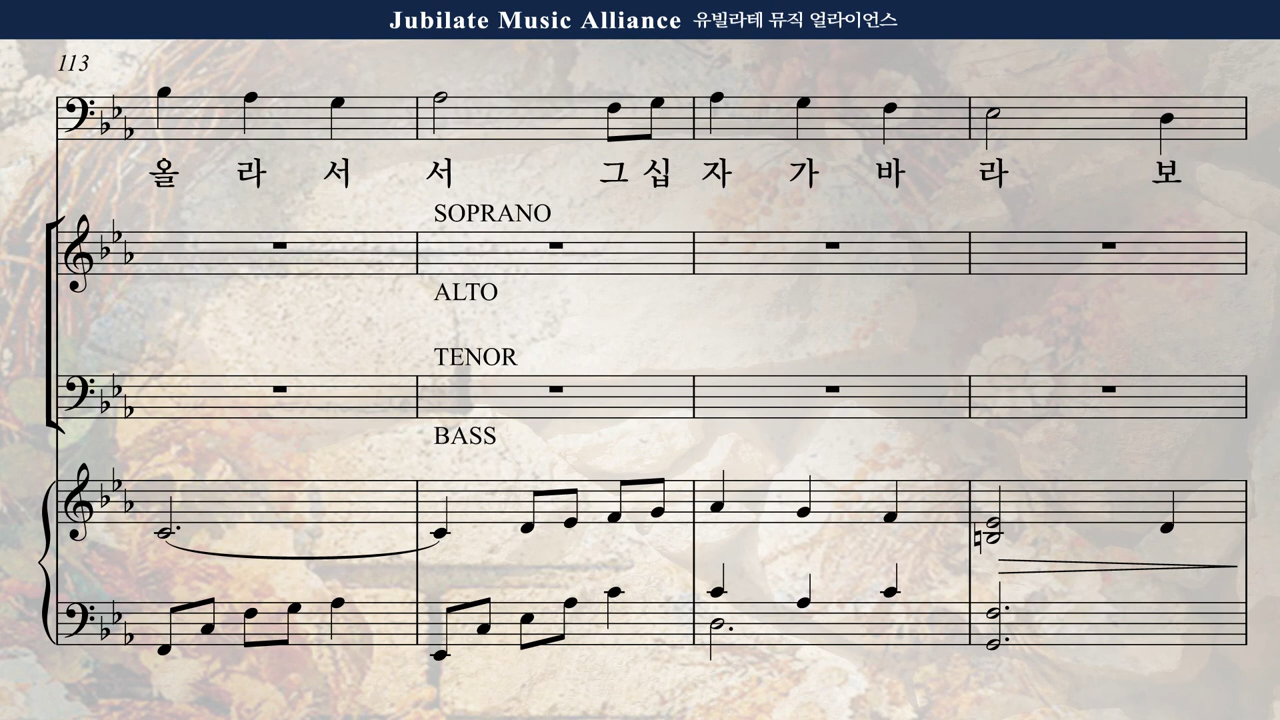 Jubilate Music Alliance 유빌라테 뮤직 얼라이언스
113
올 라 서 서 그 십 자 가 바 라 보
SOPRANO
ALTO
TENOR
BASS